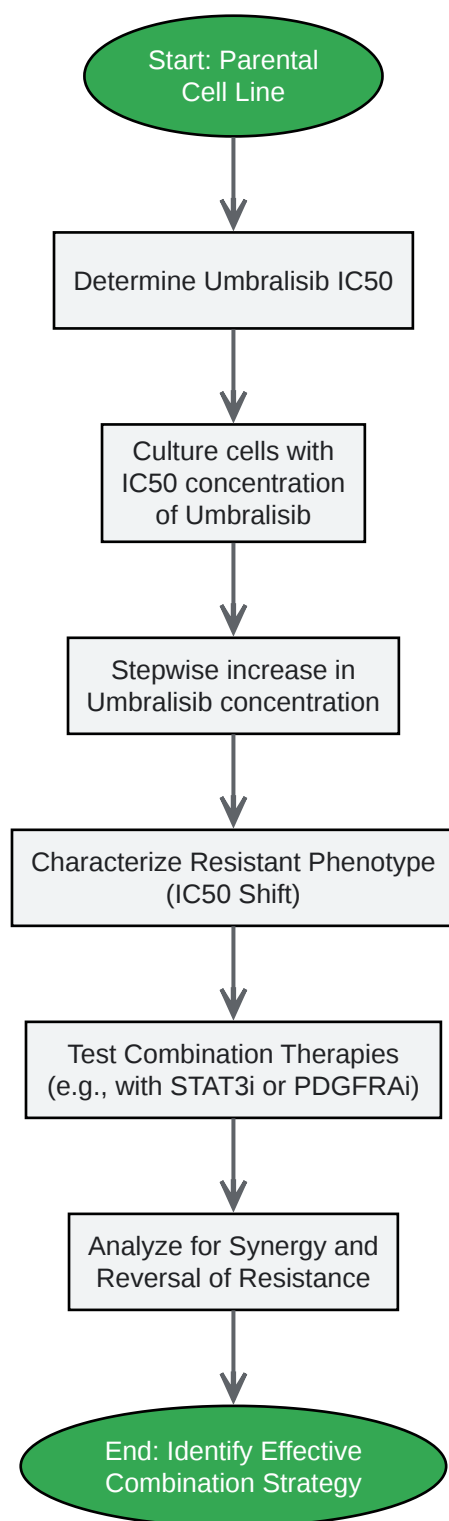 Start: Parental
Cell Line
Determine Umbralisib IC50
Culture cells with
IC50 concentration
of Umbralisib
Stepwise increase in
Umbralisib concentration
Characterize Resistant Phenotype
(IC50 Shift)
Test Combination Therapies
(e.g., with STAT3i or PDGFRAi)
Analyze for Synergy and
Reversal of Resistance
End: Identify Effective
Combination Strategy